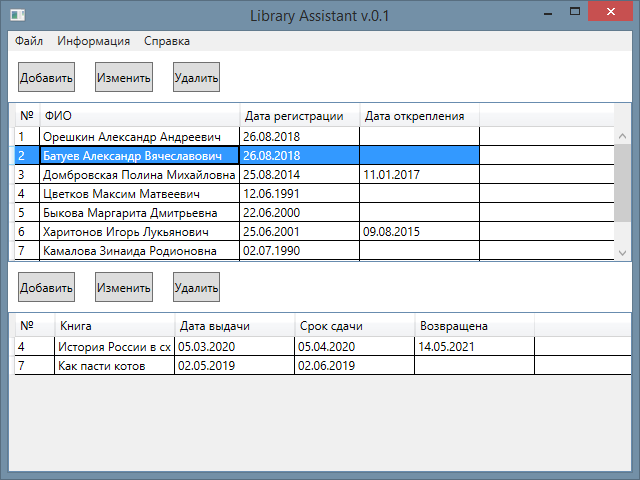 Library Assistant v.0.1
Файл Информация Справка
Добавить Изменить Удалить
№ ФИО Дата регистрации Дата открепления
1 Орешкин Александр Андреевич 26.08.2018
2 Батуев Александр Вячеславович 26.08.2018
3 Домбровская Полина Михайловна 25.08.2014 11.01.2017
4 Цветков Максим Матвеевич 12.06.1991
5 Быкова Маргарита Дмитрьевна 22.06.2000
6 Харитонов Игорь Лукьянович 25.06.2001 09.08.2015
7 Камалова Зинаида Родионовна 02.07.1990
Добавить Изменить Удалить
№ Книга Дата выдачи Срок сдачи Возвращена
4 История России в сх 05.03.2020 05.04.2020 14.05.2021
7 Как пасти котов 02.05.2019 02.06.2019